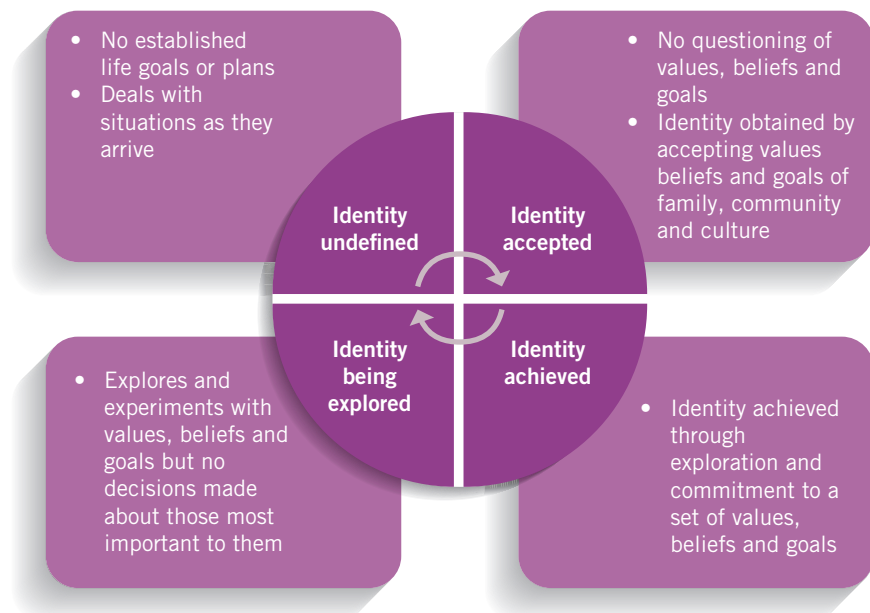 • No established
life goals or plans
• Deals with
situations as they
arrive
• No questioning of
values, beliefs and
goals
• Identity obtained by
accepting values
beliefs and goals of
family, community
and culture
Identity
undefined
Identity
accepted
Identity
being
explored
Identity
achieved
• Explores and
experiments with
values, beliefs and
goals but no
decisions made
about those most
important to them
• Identity achieved
through
exploration and
commitment to a
set of values,
beliefs and goals